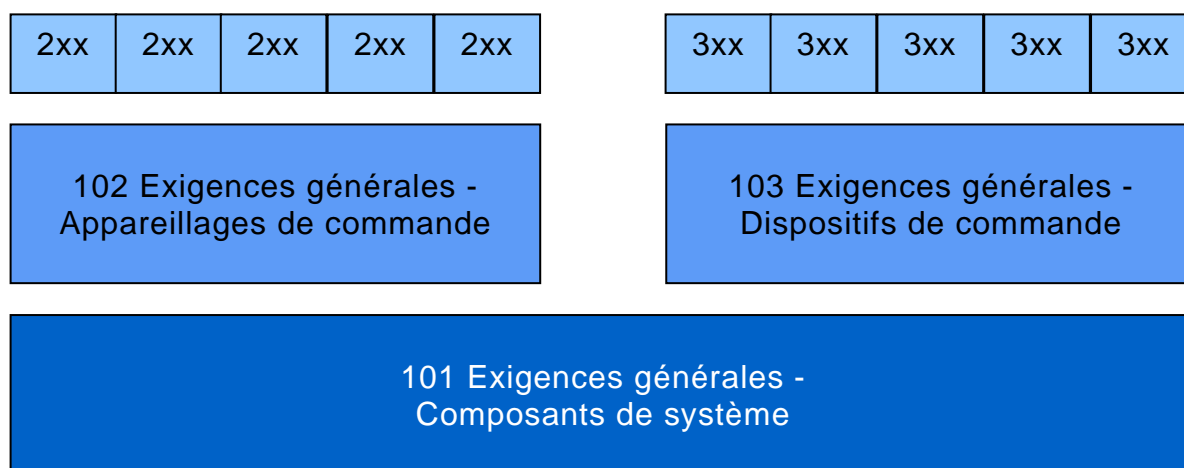 2xx 2xx 2xx 2xx 2xx 3xx 3xx 3xx 3xx 3xx
102 Exigences générales -
Appareillages de commande
103 Exigences générales -
Dispositifs de commande
101 Exigences générales -
Composants de système